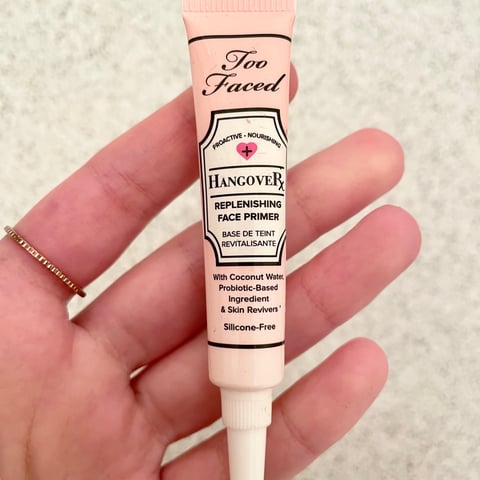 Too
Faced
PROACTIVE • NOURISHING
HANGOVERx
REPLENISHING
FACE PRIMER
BASE DE TEINT
REVITALISANTE
With Coconut Water,
Probiotic-Based
Ingredient
& Skin Revivers*
Silicone-Free